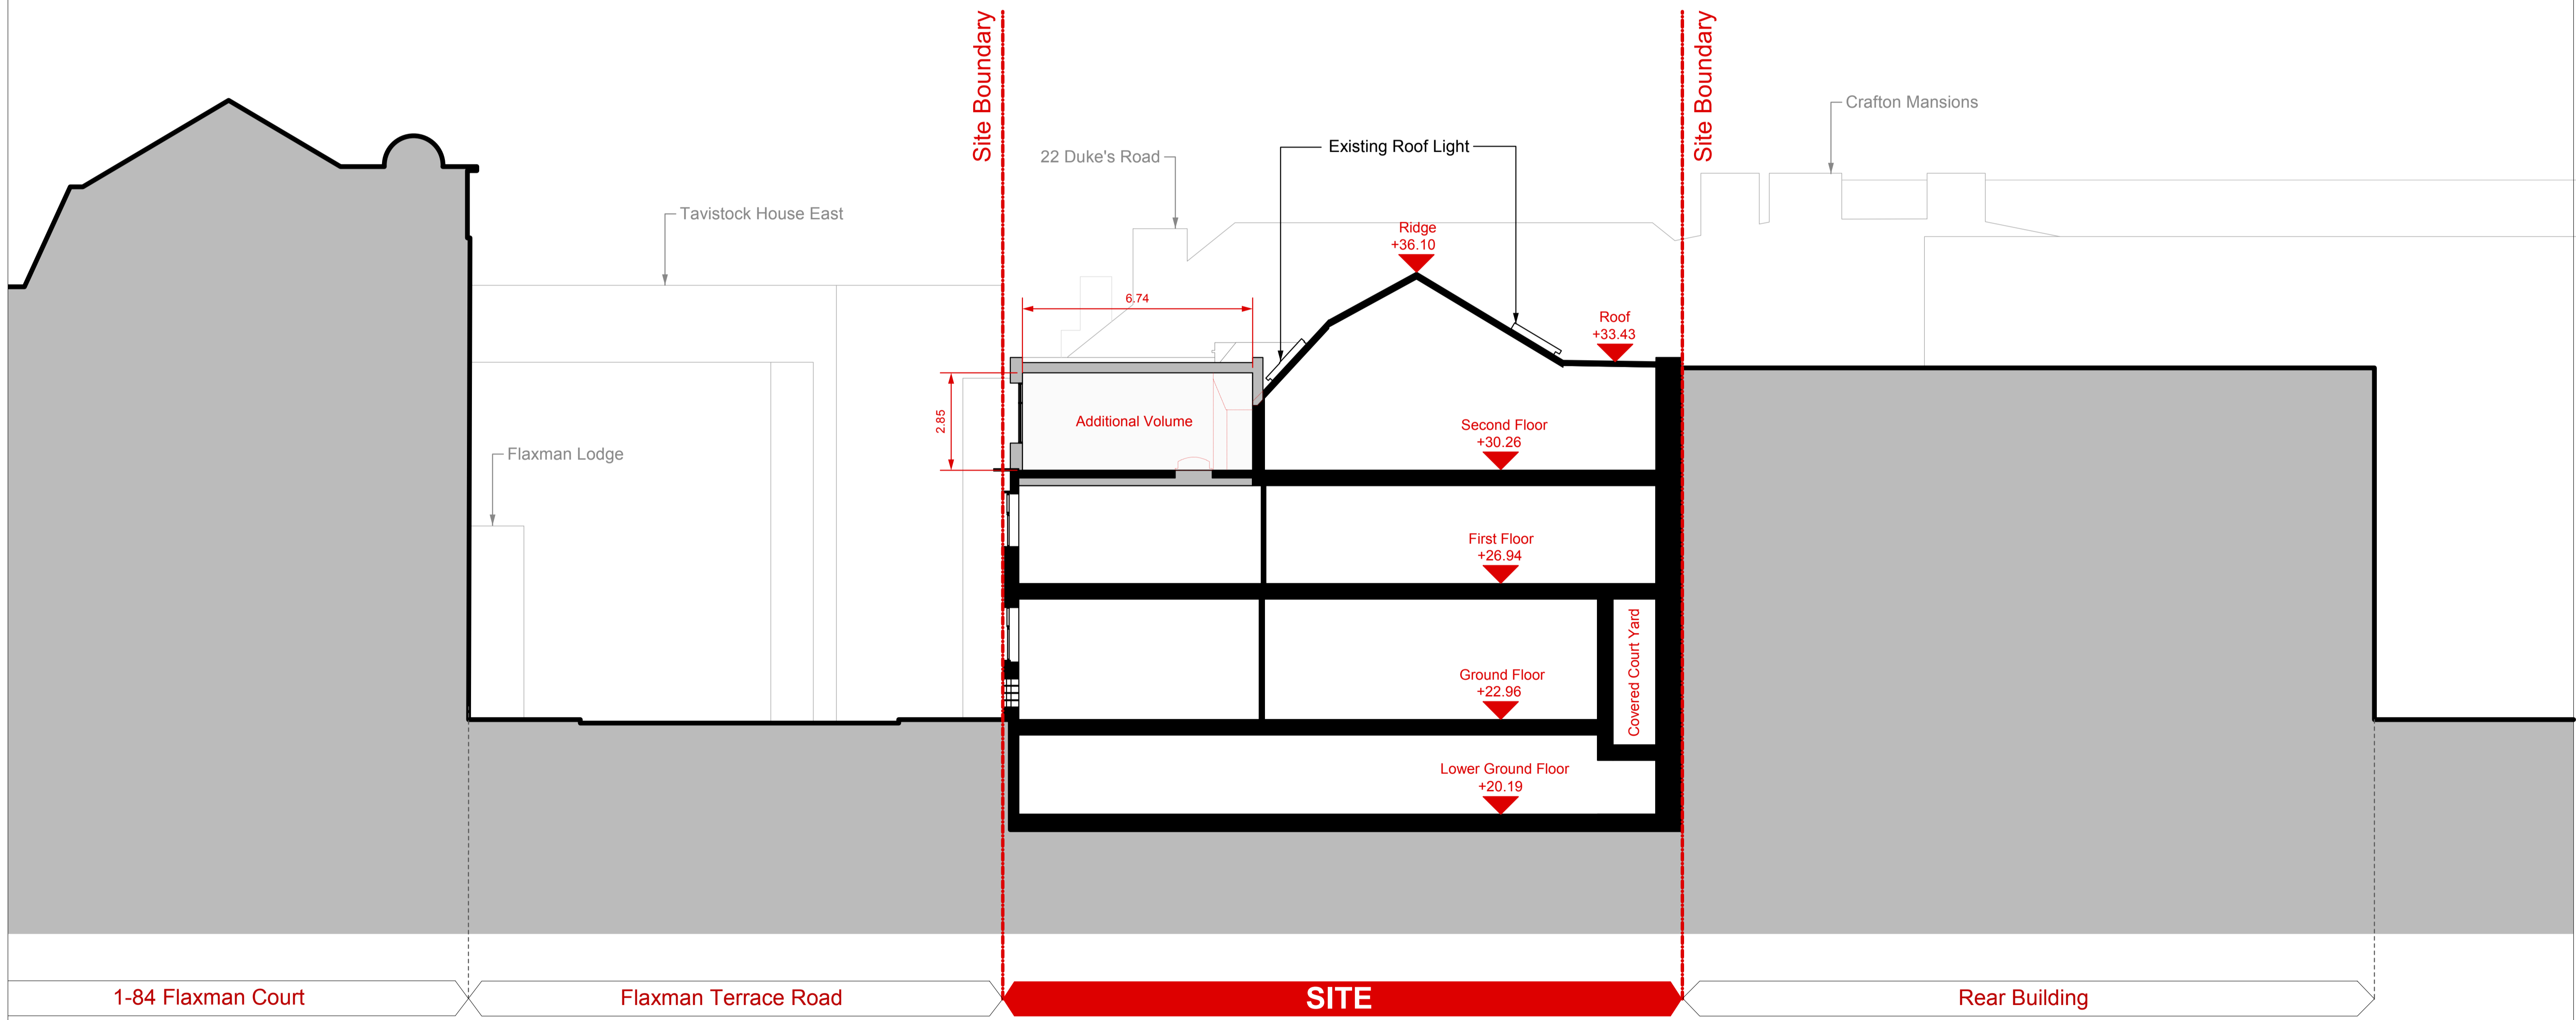 Site Boundary
Site Boundary
Crafton Mansions
Existing Roof Light
22 Duke's Road
Tavistock House East
Ridge
+36.10
6.74
Roof
+33.43
2.85
Additional Volume
Second Floor
+30.26
Flaxman Lodge
First Floor
+26.94
Covered Court Yard
Ground Floor
+22.96
Lower Ground Floor
+20.19
1-84 Flaxman Court
Flaxman Terrace Road
SITE
Rear Building